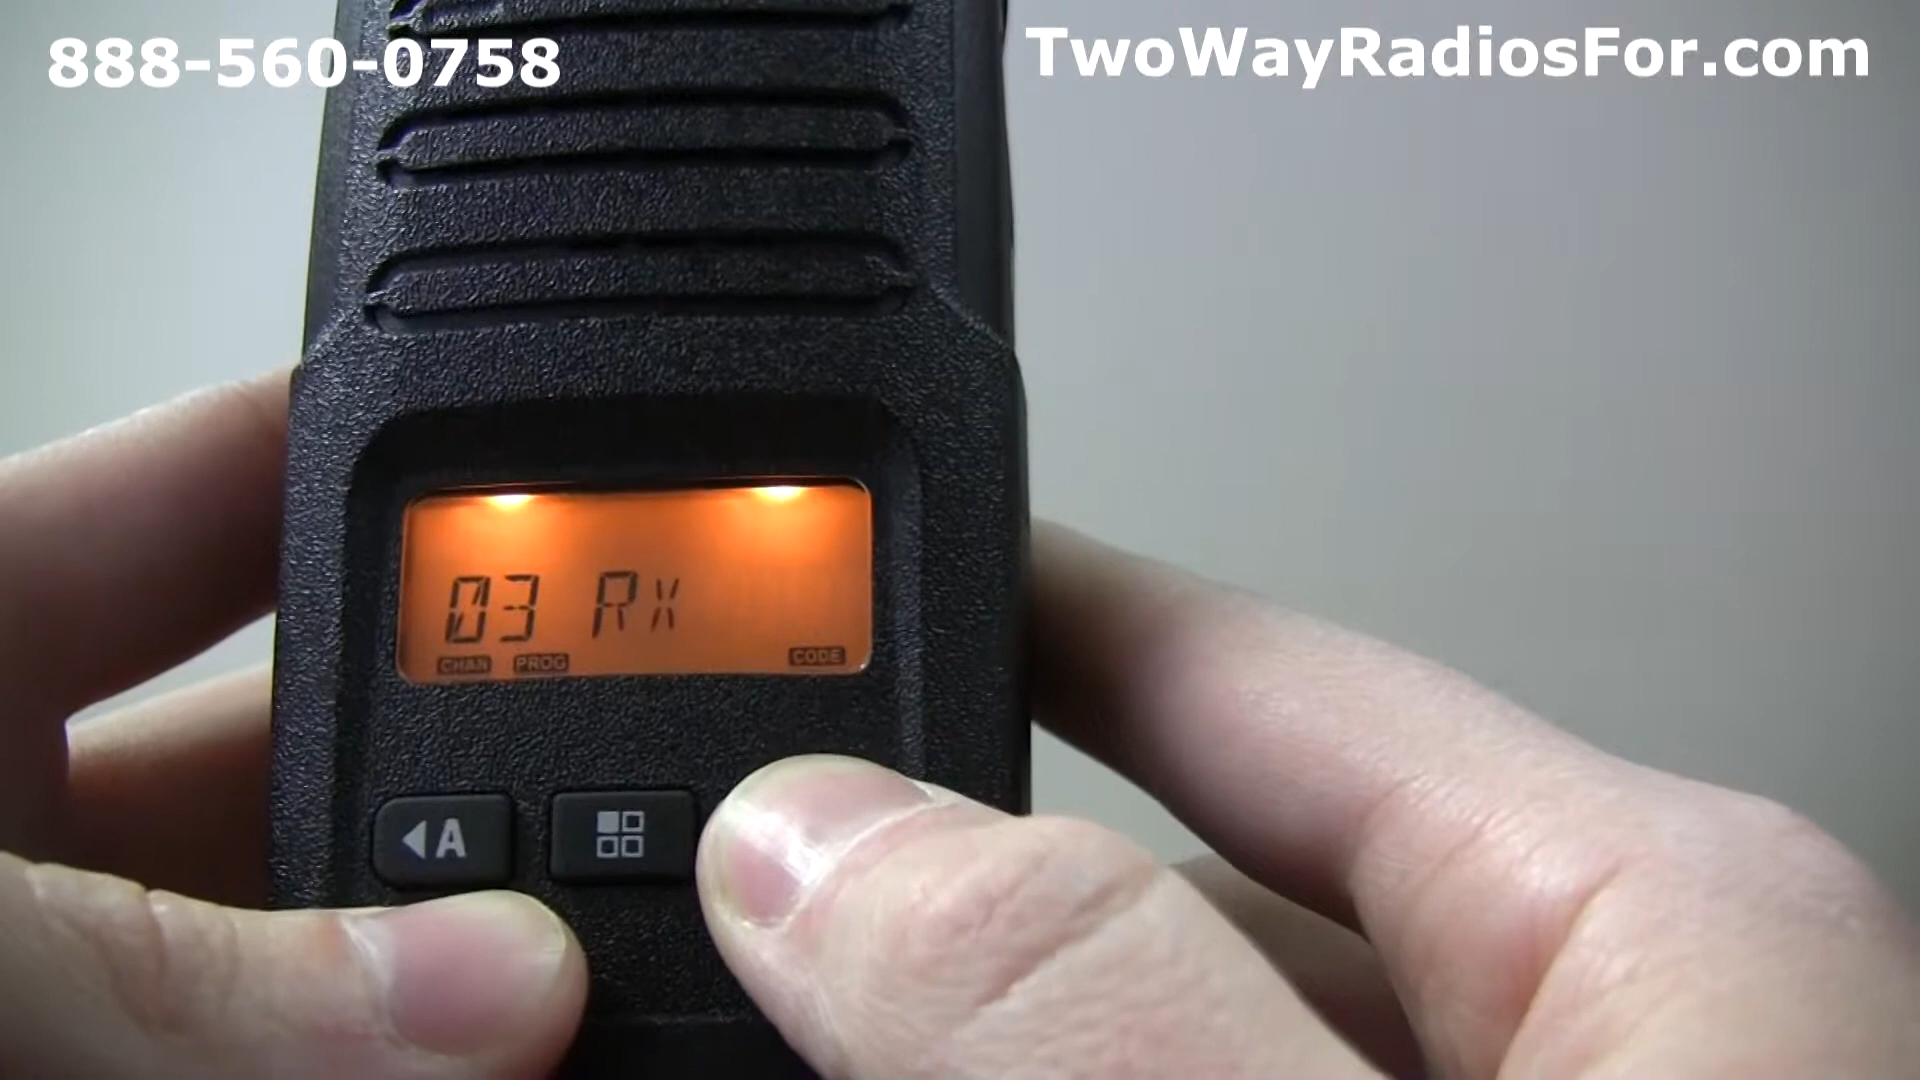 888-560-0758
TwoWayRadiosFor.com
03 Rx
CHAN PROG CODE
A